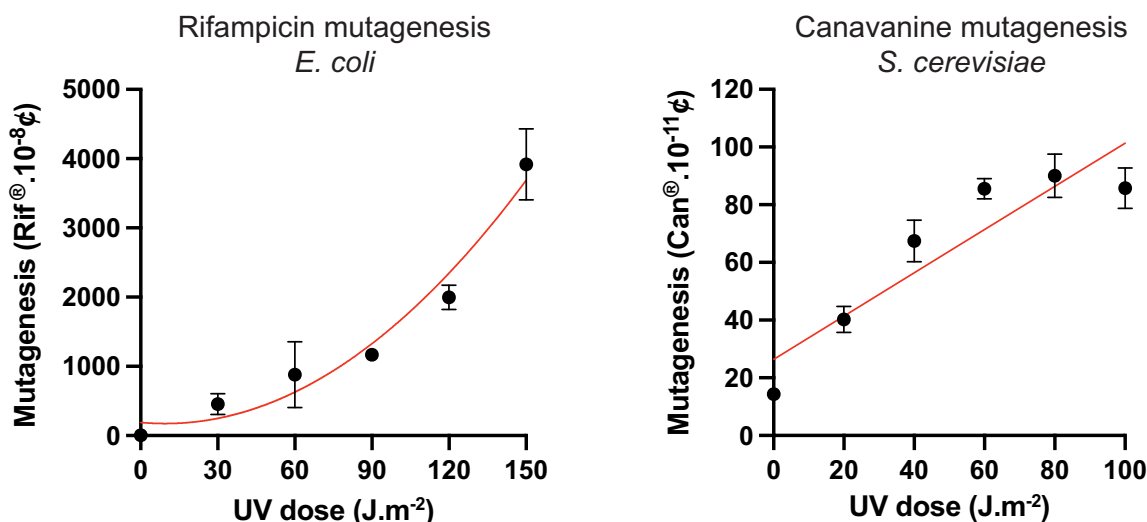 Rifampicin mutagenesis
E. coli
Mutagenesis (Rif®.10-8¢)
5000
4000
3000
2000
1000
0
0 30 60 90 120 150
UV dose (J.m-2)
Canavanine mutagenesis
S. cerevisiae
Mutagenesis (Can®.10-11¢)
120
100
80
60
40
20
0
0 20 40 60 80 100
UV dose (J.m-2)